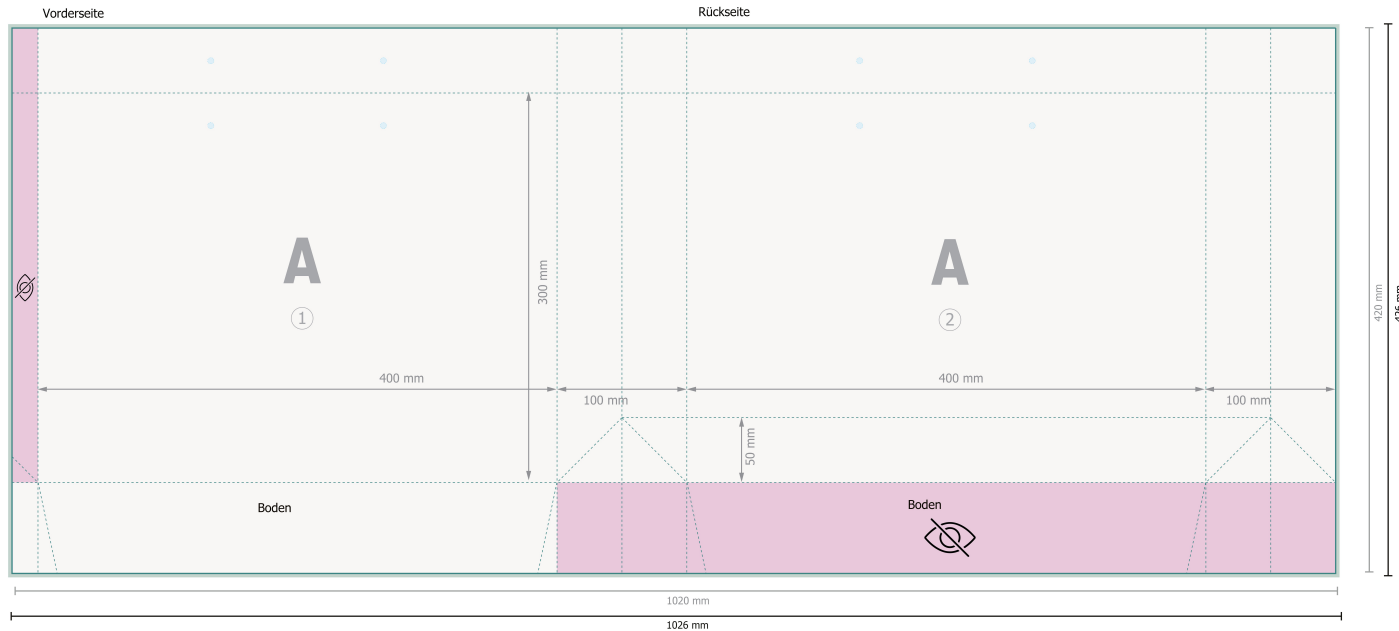 Vorderseite
Rückseite
A
1
A
2
300 mm
400 mm
100 mm
400 mm
100 mm
50 mm
Boden
Boden
420 mm
426 mm
1020 mm
1026 mm